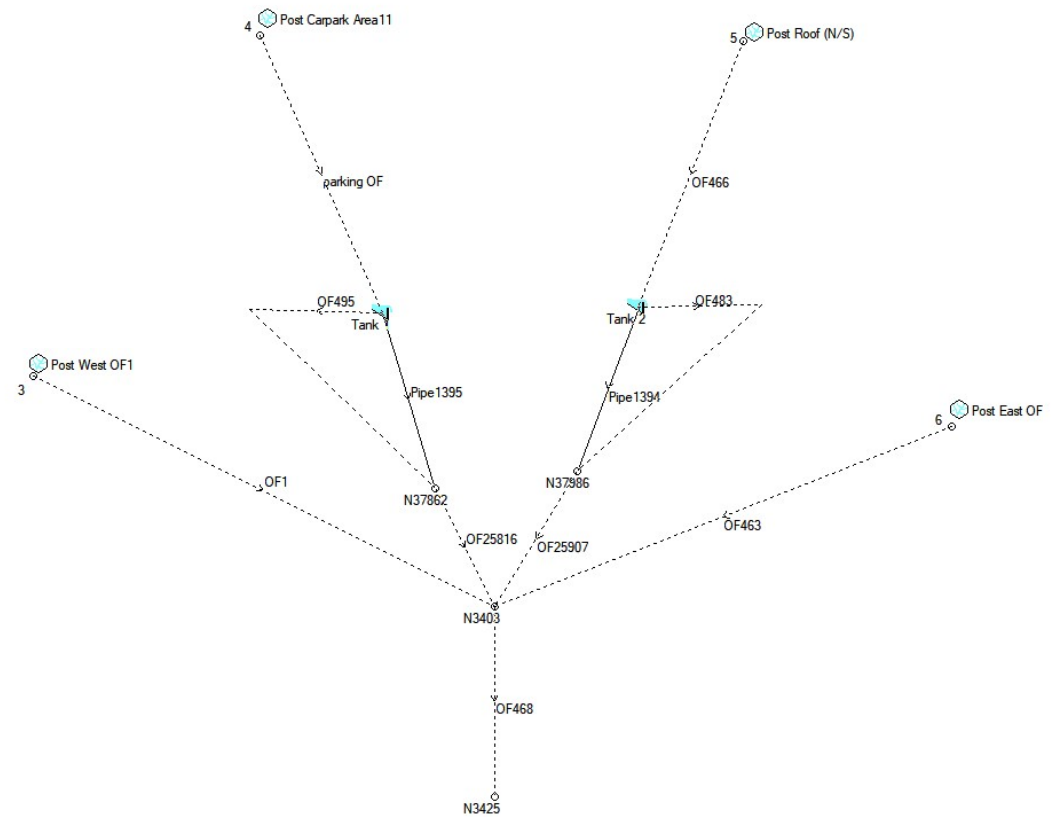 4 Post Carpark Area11
5 Post Roof (N/S)
parking OF
OF466
OF495
Tank
OF483
Tank 2
Post West OF1
3
Pipe1395
Pipe1394
Post East OF
6
OF1
N37862
N37986
OF463
OF25816
OF25907
N3403
OF468
N3425